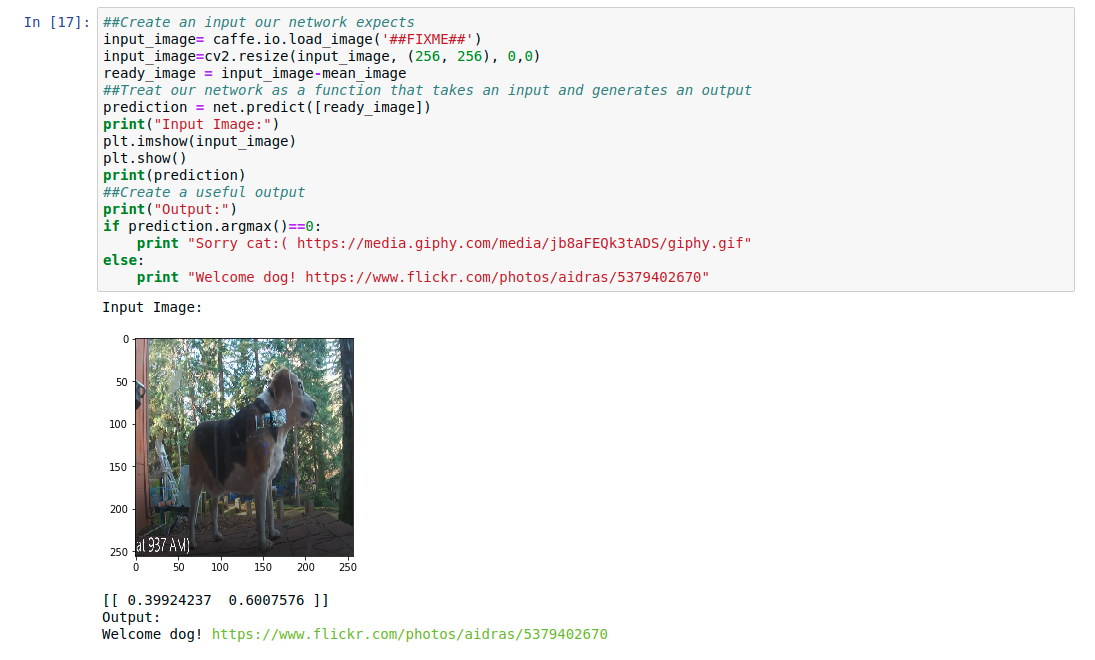 In [17]:
##Create an input our network expects
input_image= caffe.io.load_image('##FIXME##')
input_image=cv2.resize(input_image, (256, 256), 0,0)
ready_image = input_image-mean_image
##Treat our network as a function that takes an input and generates an output
prediction = net.predict([ready_image])
print("Input Image:")
plt.imshow(input_image)
plt.show()
print(prediction)
##Create a useful output
print("Output:")
if prediction.argmax()==0:
    print "Sorry cat:( https://media.giphy.com/media/jb8aFEQk3tADS/giphy.gif"
else:
    print "Welcome dog! https://www.flickr.com/photos/aidras/5379402670"
Input Image:
0
50
100
150
200
250
at 937 AM)
0 50 100 150 200 250
[[ 0.39924237  0.6007576 ]]
Output:
Welcome dog! https://www.flickr.com/photos/aidras/5379402670